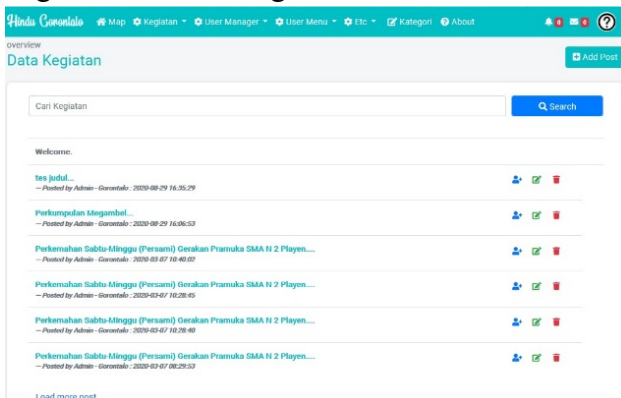 Hindu Gorontalo Map Kegiatan User Manager User Menu Etc Kategori About 0 0 ?
overview
Data Kegiatan
Add Post
Cari Kegiatan Search
Welcome.
tes judul...
— Posted by Admin - Gorontalo : 2020-08-29 16:35:29
Perkumpulan Megambel...
— Posted by Admin - Gorontalo : 2020-08-29 16:06:53
Perkemahan Sabtu-Minggu (Persami) Gerakan Pramuka SMA N 2 Playen....
— Posted by Admin - Gorontalo : 2020-03-07 10:40:02
Perkemahan Sabtu-Minggu (Persami) Gerakan Pramuka SMA N 2 Playen....
— Posted by Admin - Gorontalo : 2020-03-07 10:28:45
Perkemahan Sabtu-Minggu (Persami) Gerakan Pramuka SMA N 2 Playen....
— Posted by Admin - Gorontalo : 2020-03-07 10:28:40
Perkemahan Sabtu-Minggu (Persami) Gerakan Pramuka SMA N 2 Playen....
— Posted by Admin - Gorontalo : 2020-03-07 08:29:53
Load more post